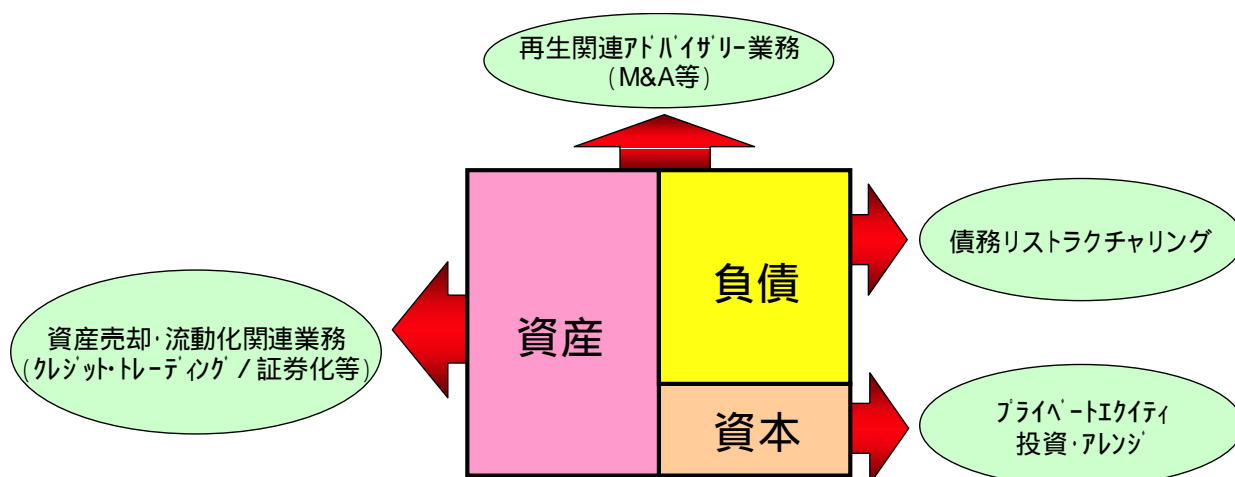 再生関連ｱﾄﾞﾊﾞｲｻﾞﾘｰ業務
(M&A等)
債務リストラクチャリング
負債
資産
資産売却･流動化関連業務
(ｸﾚｼﾞｯﾄ･ﾄﾚｰﾃﾞｨﾝｸﾞ/証券化等)
資本
ﾌﾟﾗｲﾍﾞｰﾄｴｸｲﾃｨ
投資･ｱﾚﾝｼﾞ